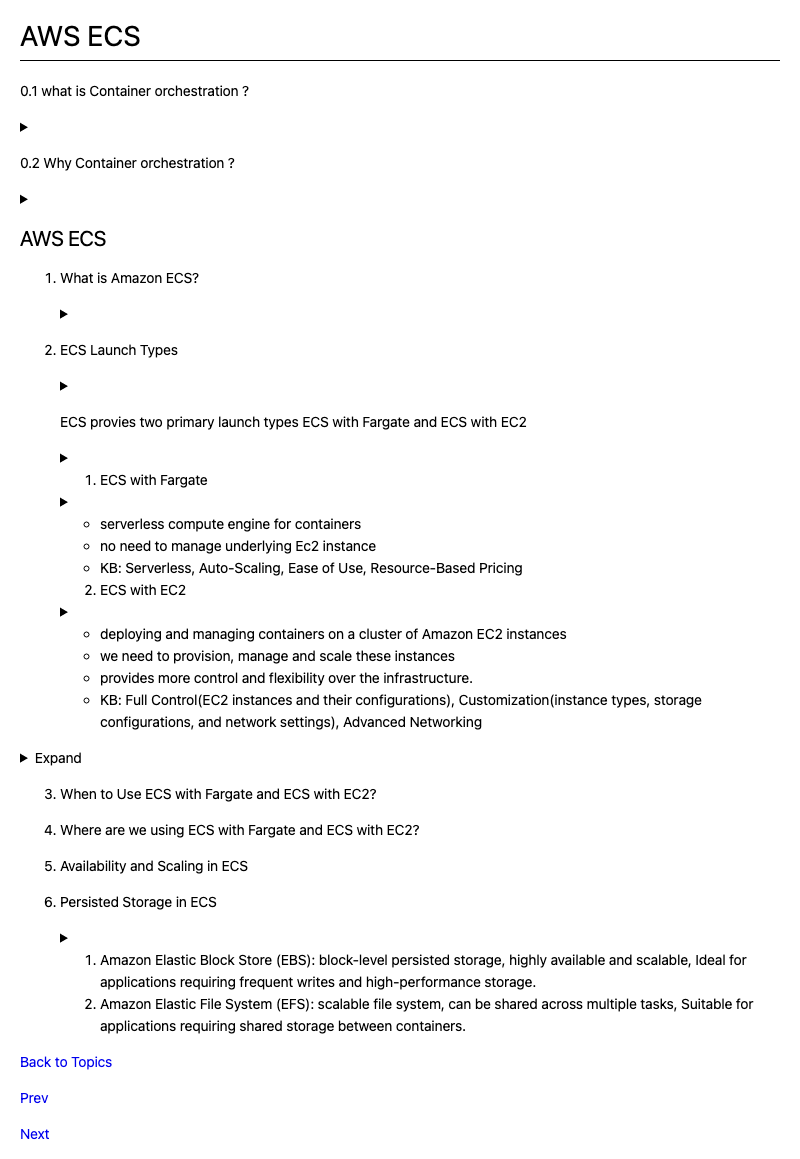 AWS ECS
0.1 what is Container orchestration ?
0.2 Why Container orchestration ?
AWS ECS
1. What is Amazon ECS?
2. ECS Launch Types
ECS provies two primary launch types ECS with Fargate and ECS with EC2
1. ECS with Fargate
serverless compute engine for containers
no need to manage underlying Ec2 instance
KB: Serverless, Auto-Scaling, Ease of Use, Resource-Based Pricing
2. ECS with EC2
deploying and managing containers on a cluster of Amazon EC2 instances
we need to provision, manage and scale these instances
provides more control and flexibility over the infrastructure.
KB: Full Control(EC2 instances and their configurations), Customization(instance types, storage
configurations, and network settings), Advanced Networking
Expand
3. When to Use ECS with Fargate and ECS with EC2?
4. Where are we using ECS with Fargate and ECS with EC2?
5. Availability and Scaling in ECS
6. Persisted Storage in ECS
1. Amazon Elastic Block Store (EBS): block-level persisted storage, highly available and scalable, Ideal for
applications requiring frequent writes and high-performance storage.
2. Amazon Elastic File System (EFS): scalable file system, can be shared across multiple tasks, Suitable for
applications requiring shared storage between containers.
Back to Topics
Prev
Next